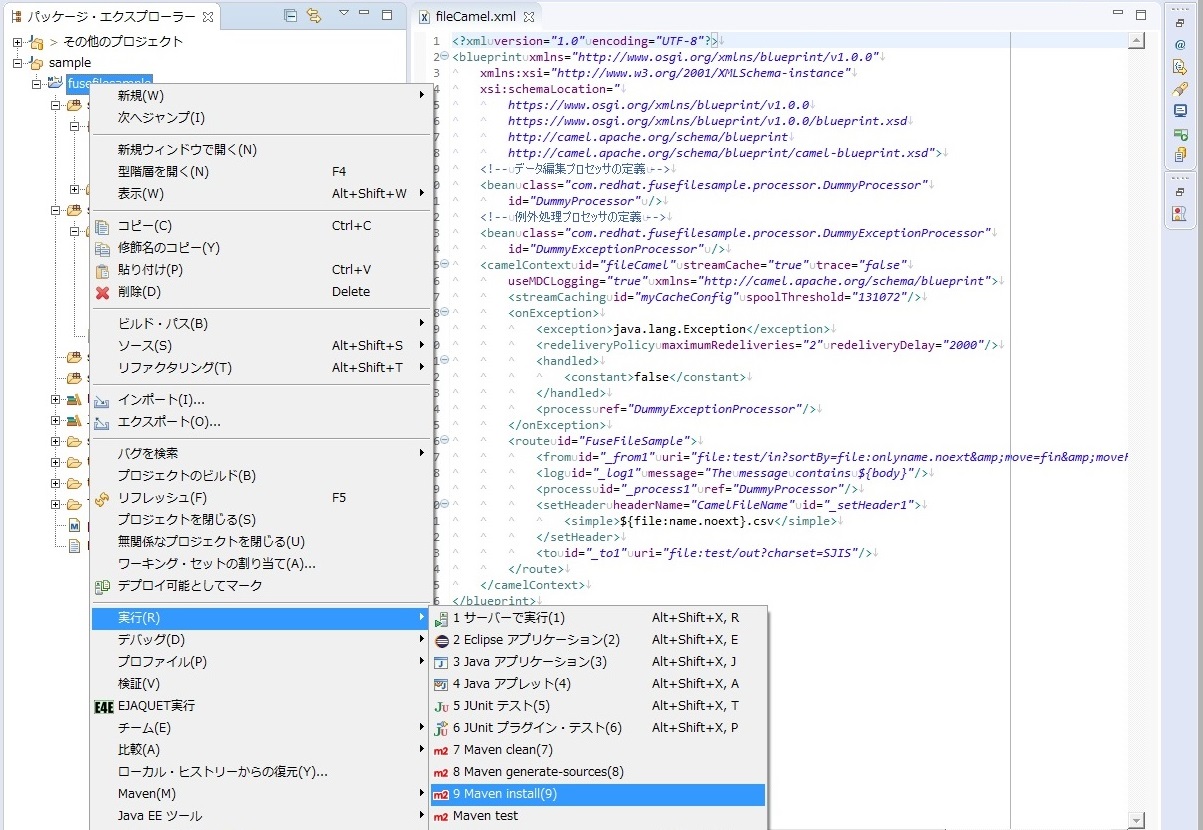 パッケージ・エクスプローラー
その他のプロジェクト
sample
fusefilesample
新規(W)
次へジャンプ(I)
新規ウィンドウで開く(N)
型階層を開く(N) F4
表示(W) Alt+Shift+W
コピー(C) Ctrl+C
修飾名のコピー(Y)
貼り付け(P) Ctrl+V
削除(D) Delete
ビルド・パス(B)
ソース(S) Alt+Shift+S
リファクタリング(T) Alt+Shift+T
インポート(I)...
エクスポート(O)...
バグを検索
プロジェクトのビルド(B)
リフレッシュ(F) F5
プロジェクトを閉じる(S)
無関係なプロジェクトを閉じる(U)
ワーキング・セットの割り当て(A)...
デプロイ可能としてマーク
実行(R)
デバッグ(D)
プロファイル(P)
検証(V)
E4E EJAQUET実行
チーム(E)
比較(A)
ローカル・ヒストリーからの復元(Y)...
Maven(M)
Java EE ツール
1 サーバーで実行(1) Alt+Shift+X, R
2 Eclipse アプリケーション(2) Alt+Shift+X, E
3 Java アプリケーション(3) Alt+Shift+X, J
4 Java アプレット(4) Alt+Shift+X, A
5 JUnit テスト(5) Alt+Shift+X, T
6 JUnit プラグイン・テスト(6) Alt+Shift+X, P
m2 7 Maven clean(7)
m2 8 Maven generate-sources(8)
m2 9 Maven install(9)
m2 Maven test
fileCamel.xml
1 <?xml version="1.0" encoding="UTF-8"?>
2 <blueprint xmlns="http://www.osgi.org/xmlns/blueprint/v1.0.0"
xmlns:xsi="http://www.w3.org/2001/XMLSchema-instance"
xsi:schemaLocation="
https://www.osgi.org/xmlns/blueprint/v1.0.0
https://www.osgi.org/xmlns/blueprint/v1.0.0/blueprint.xsd
http://camel.apache.org/schema/blueprint
http://camel.apache.org/schema/blueprint/camel-blueprint.xsd">
<!-- データ編集プロセッサの定義 -->
<bean class="com.redhat.fusefilesample.processor.DummyProcessor"
id="DummyProcessor" />
<!-- 例外処理プロセッサの定義 -->
<bean class="com.redhat.fusefilesample.processor.DummyExceptionProcessor"
id="DummyExceptionProcessor" />
<camelContext id="fileCamel" streamCache="true" trace="false"
useMDCLogging="true" xmlns="http://camel.apache.org/schema/blueprint">
<streamCaching id="myCacheConfig" spoolThreshold="131072"/>
<onException>
<exception>java.lang.Exception</exception>
<redeliveryPolicy maximumRedeliveries="2" redeliveryDelay="2000"/>
<handled>
<constant>false</constant>
</handled>
<process ref="DummyExceptionProcessor"/>
</onException>
<route id="FuseFileSample">
<from id="_from1" uri="file:test/in?sortBy=file:onlyname.noext&amp;move=fin&amp;moveF
<log id="_log1" message="The message contains ${body}"/>
<process id="_process1" ref="DummyProcessor"/>
<setHeader headerName="CamelFileName" id="_setHeader1">
<simple>${file:name.noext}.csv</simple>
</setHeader>
<to id="_to1" uri="file:test/out?charset=SJIS"/>
</route>
</camelContext>
</blueprint>